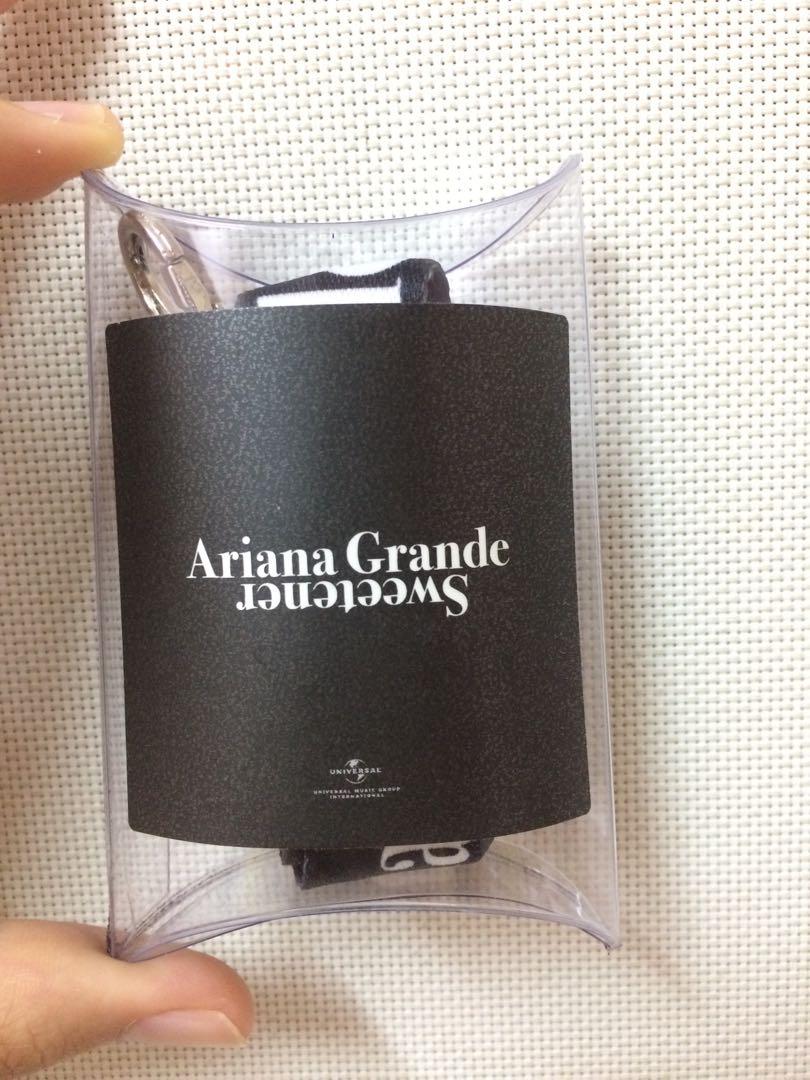 Ariana Grande
Sweetener
UNIVERSAL
UNIVERSAL MUSIC GROUP
INTERNATIONAL